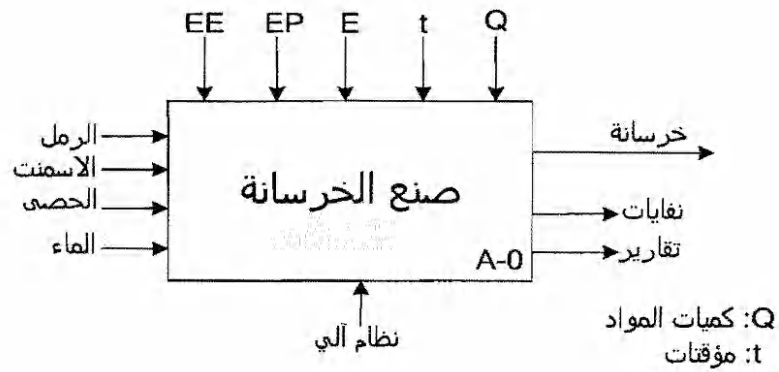 EE EP E t Q
الرمل
الاسمنت
الحصى
الماء
صنع الخرسانة
A-0
خرسانة
نفايات
تقارير
نظام آلي
Q: كميات المواد
t: مؤقتات